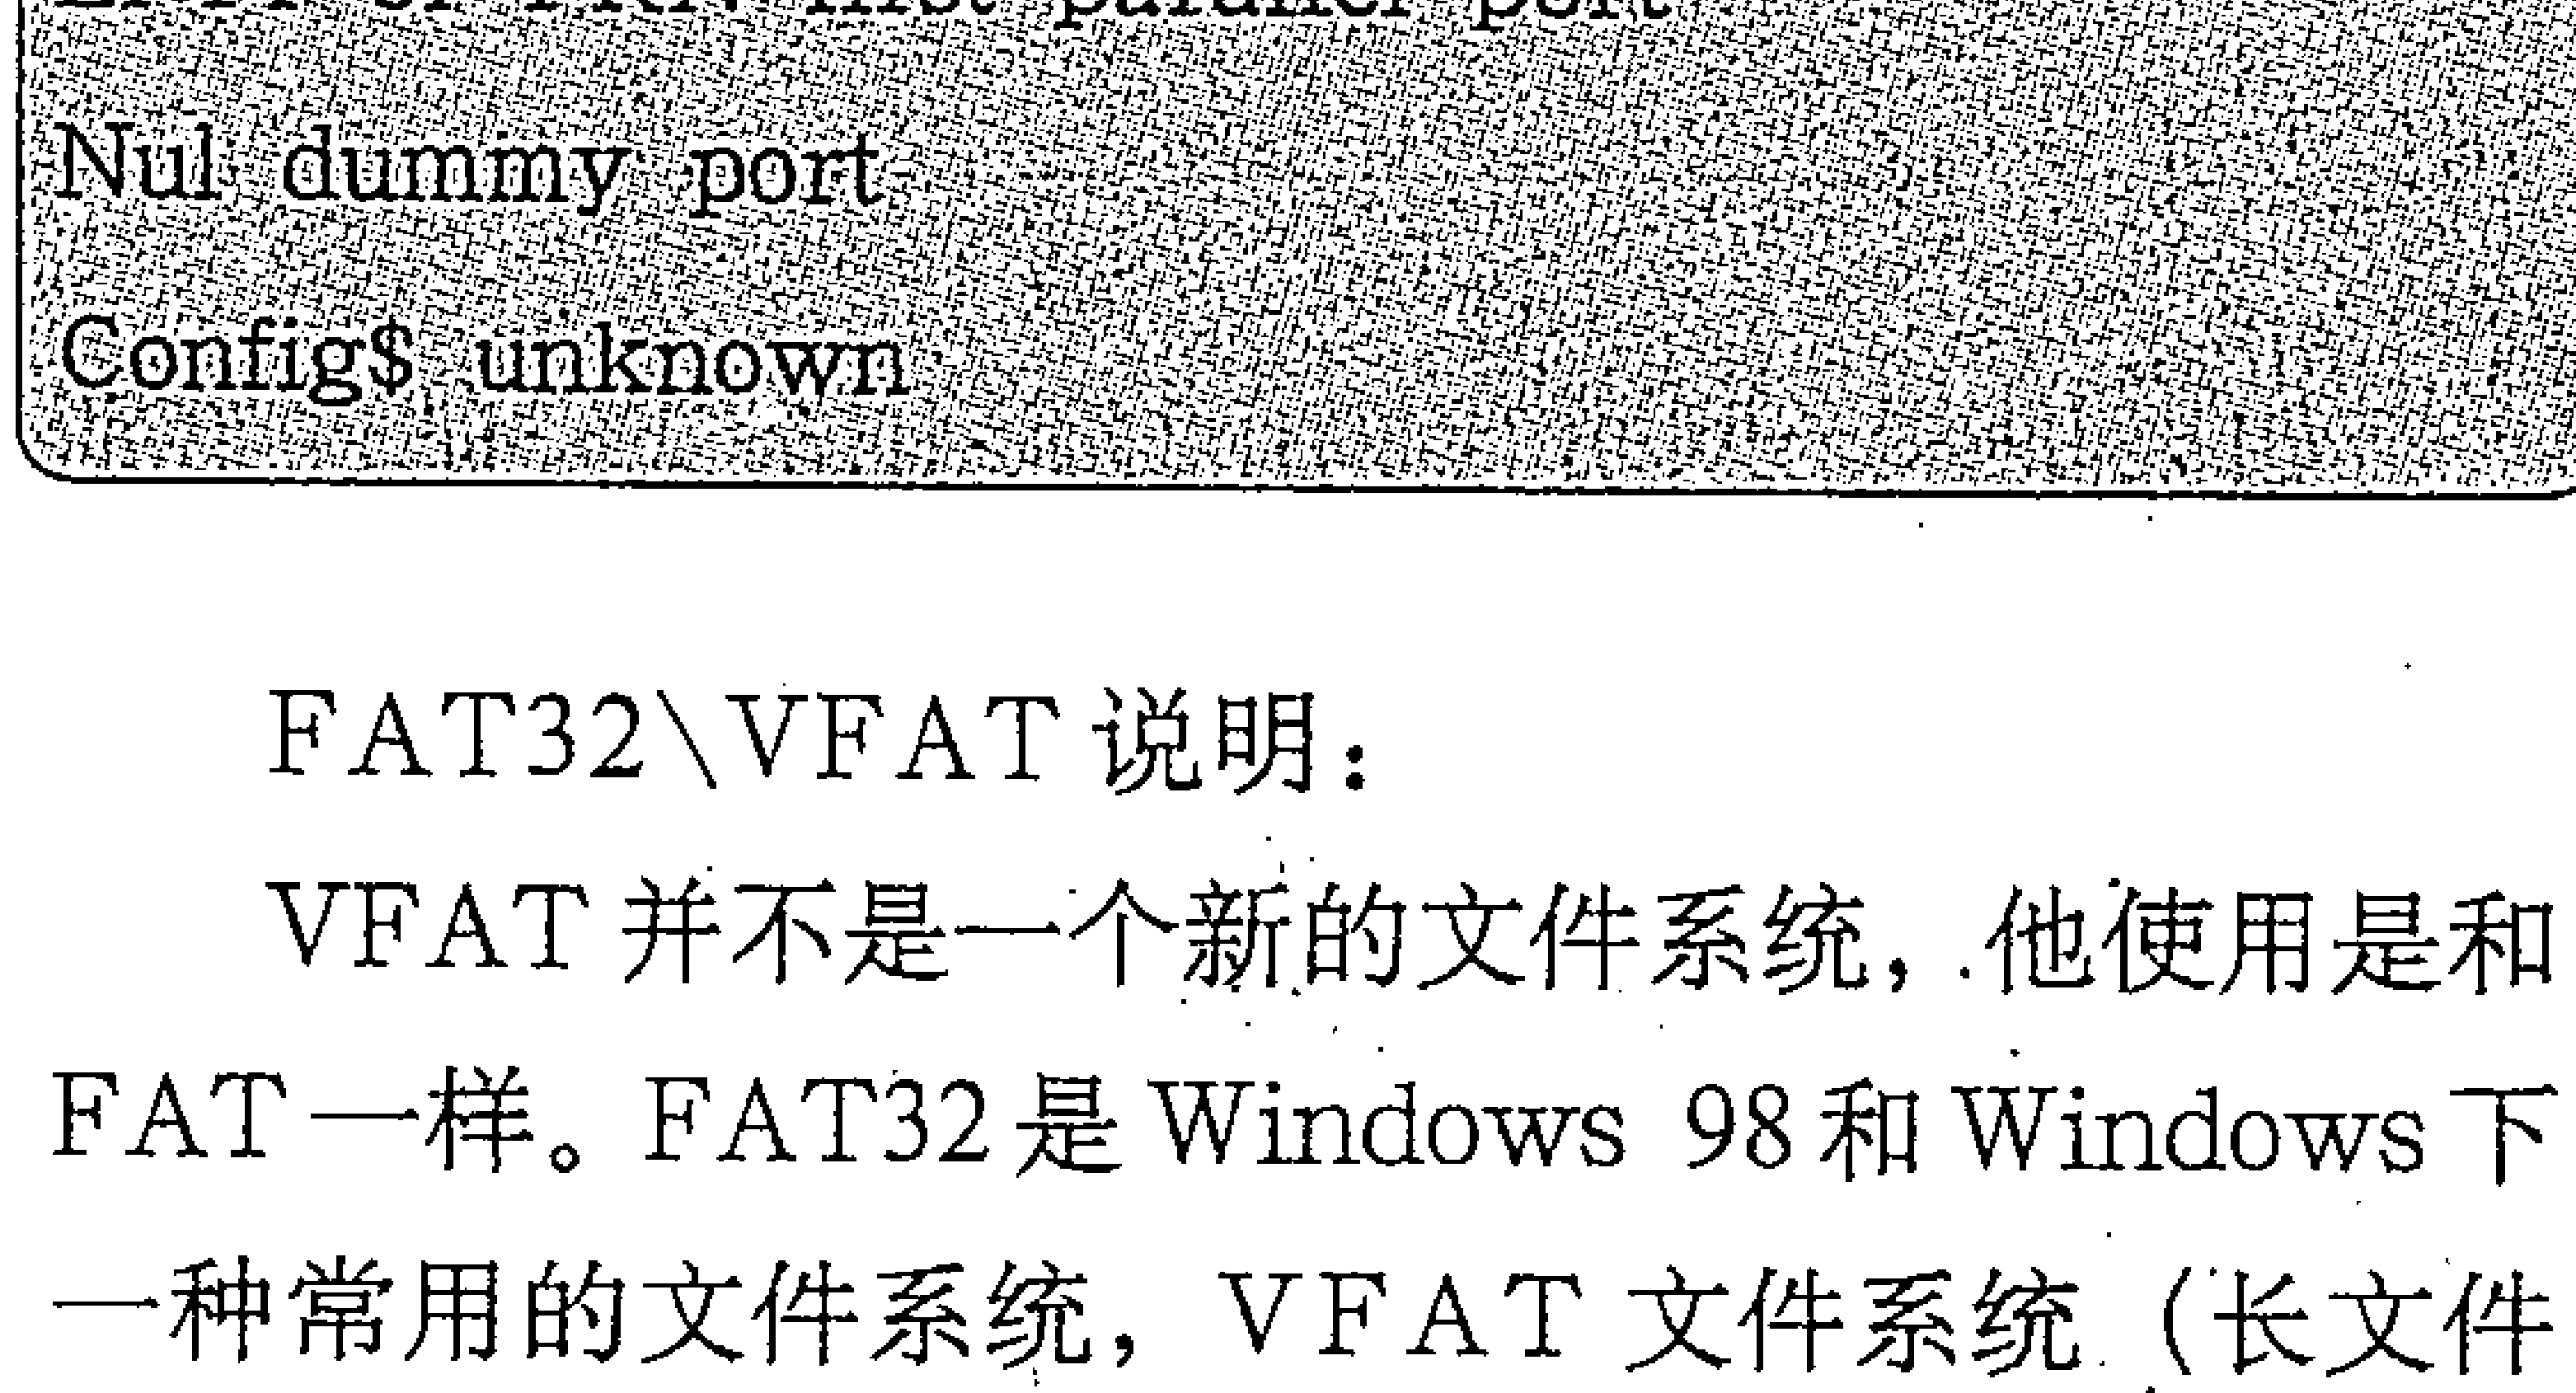 first parallel port
Nul dummy port
Config$ unknown
FAT32\VFAT 说明：
VFAT 并不是一个新的文件系统，他使用是和
FAT一样。FAT32是Windows 98和Windows下
一种常用的文件系统，VFAT 文件系统（长文件